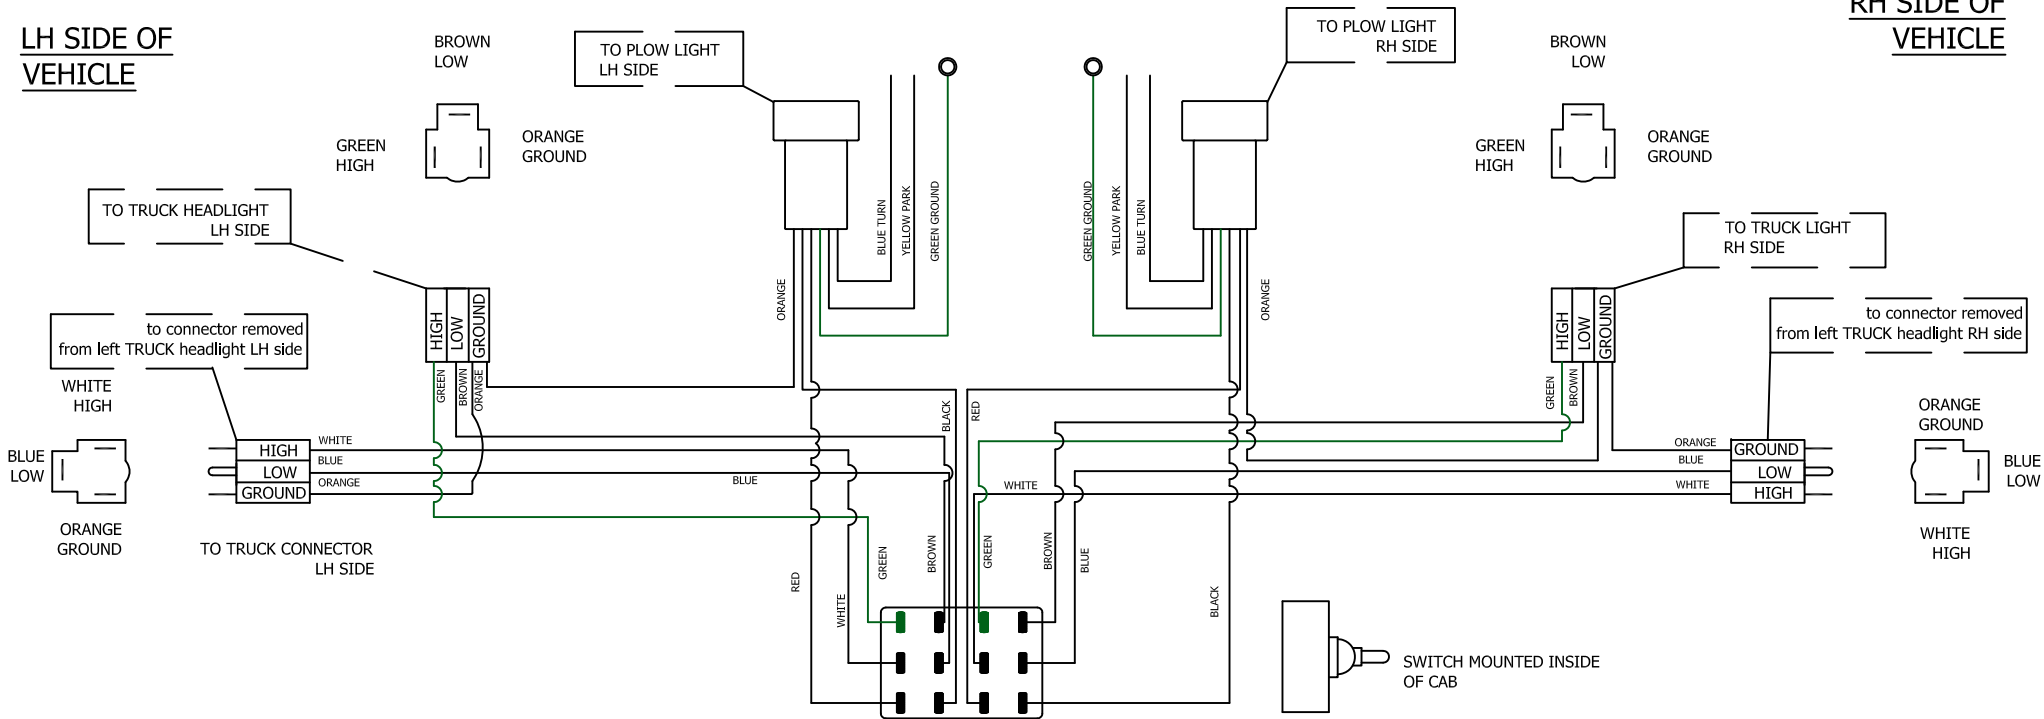 LH SIDE OF
VEHICLE
BROWN
LOW
TO PLOW LIGHT
LH SIDE
TO PLOW LIGHT
RH SIDE
BROWN
LOW
RH SIDE OF
VEHICLE
GREEN
HIGH
ORANGE
GROUND
GREEN
HIGH
ORANGE
GROUND
TO TRUCK HEADLIGHT
LH SIDE
BLUE TURN
YELLOW PARK
GREEN GROUND
GREEN GROUND
YELLOW PARK
BLUE TURN
TO TRUCK LIGHT
RH SIDE
ORANGE
ORANGE
to connector removed
from left TRUCK headlight LH side
HIGH
LOW
GROUND
HIGH
LOW
GROUND
to connector removed
from left TRUCK headlight RH side
GREEN
BROWN
ORANGE
GREEN
BROWN
WHITE
HIGH
BLACK
RED
ORANGE
GROUND
BLUE
LOW
HIGH
LOW
GROUND
WHITE
BLUE
ORANGE
BLUE
WHITE
ORANGE
BLUE
WHITE
GROUND
LOW
HIGH
BLUE
LOW
ORANGE
GROUND
WHITE
HIGH
TO TRUCK CONNECTOR
LH SIDE
RED
WHITE
GREEN
BROWN
GREEN
BROWN
BLUE
BLACK
SWITCH MOUNTED INSIDE
OF CAB